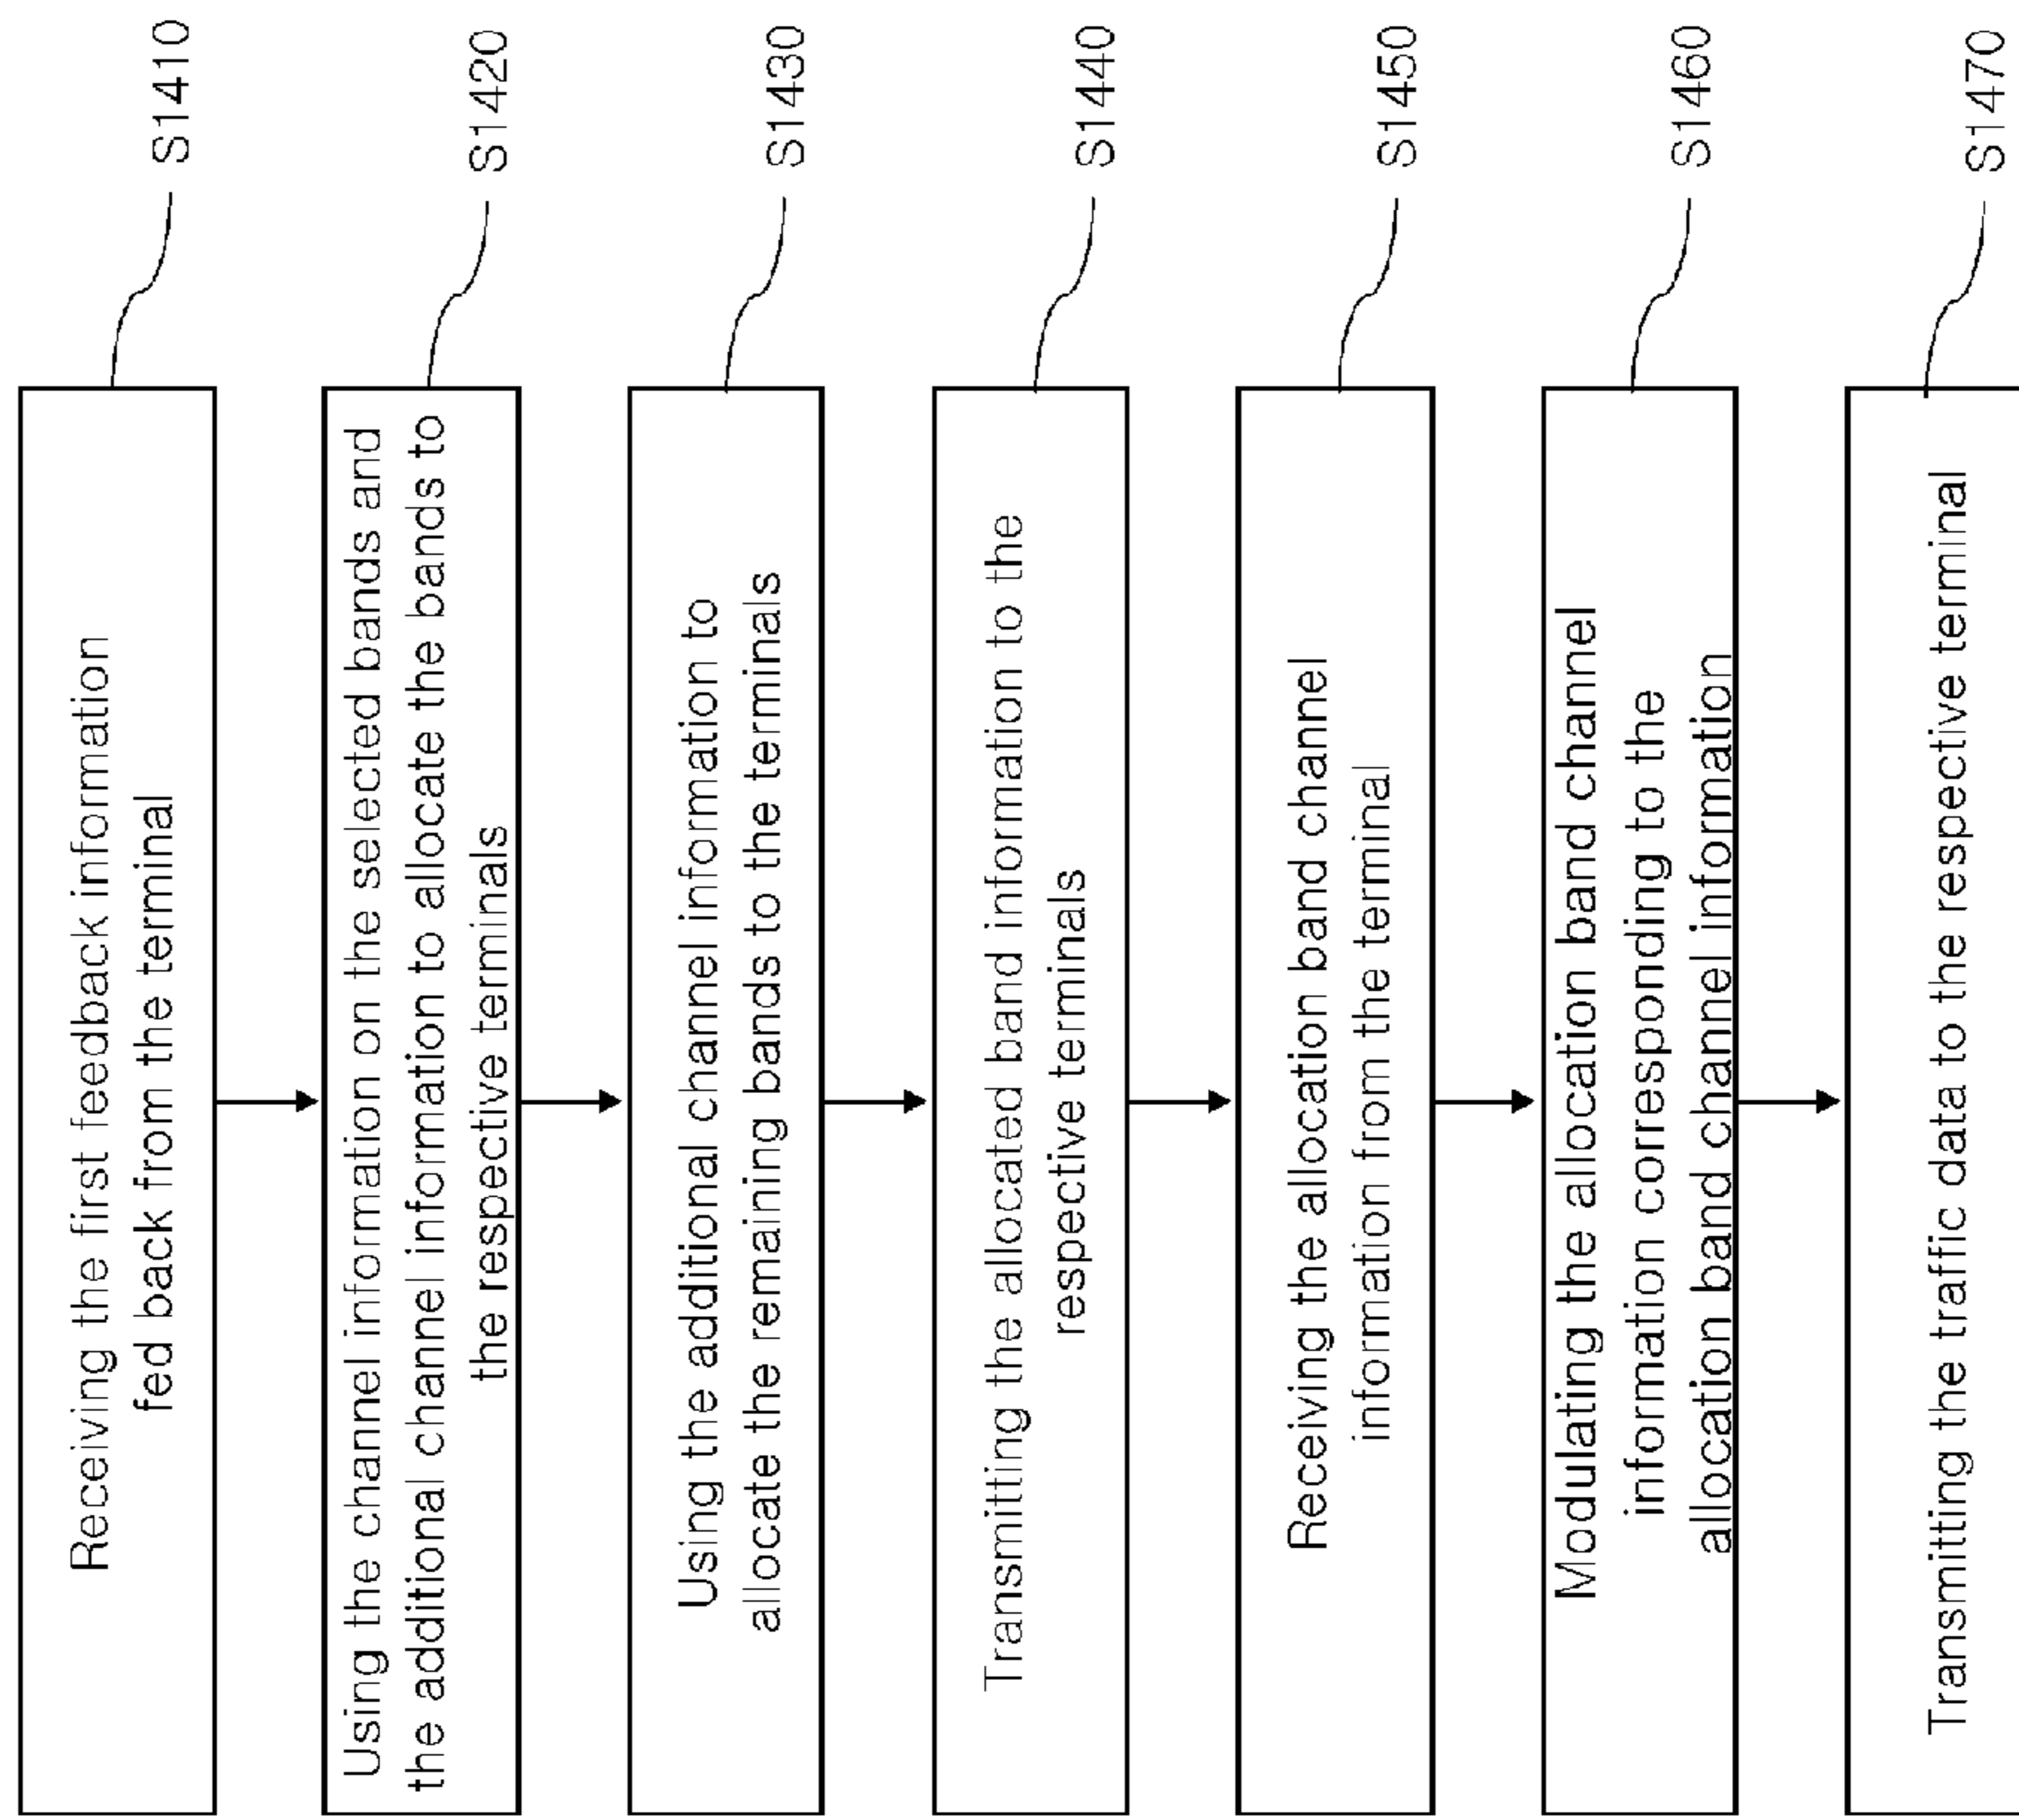 Receiving the first feedback information
fed back from the terminal
S1410
Using the channel information on the selected bands and
the additional channel information to allocate the bands to
the respective terminals
S1420
Using the additional channel information to
allocate the remaining bands to the terminals
S1430
Transmitting the allocated band information to the
respective terminals
S1440
Receiving the allocation band channel
information from the terminal
S1450
Modulating the allocation band channel
information corresponding to the
allocation band channel information
S1460
Transmitting the traffic data to the respective terminal
S1470